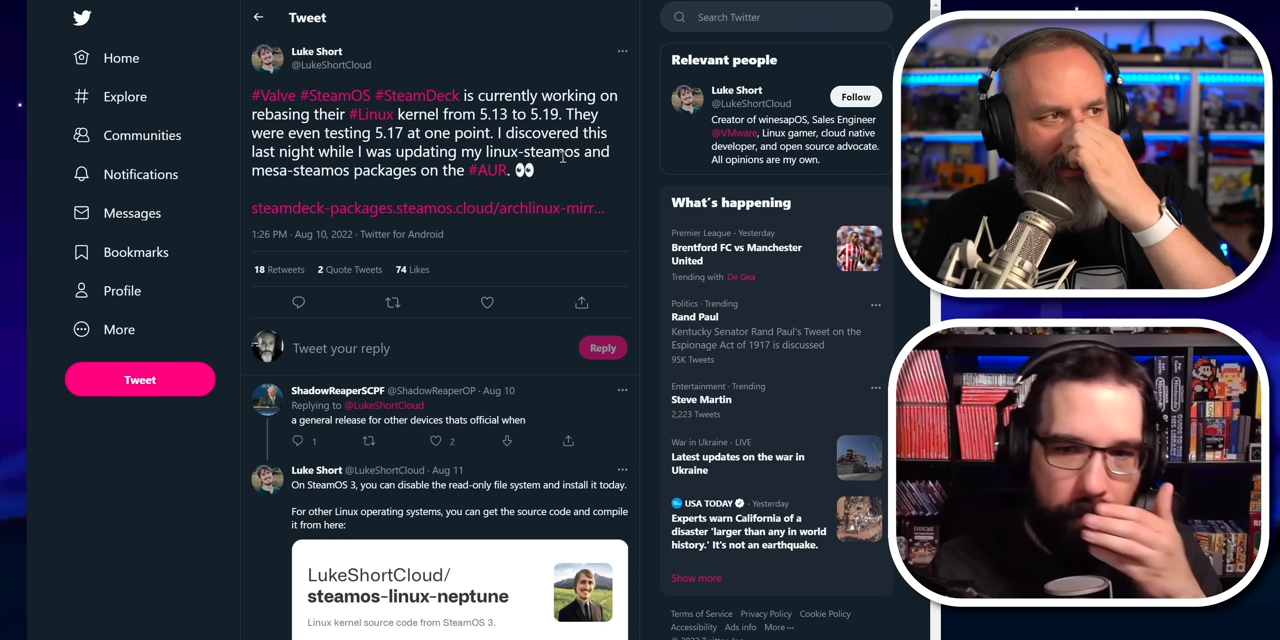 Home
Explore
Communities
Notifications
Messages
Bookmarks
Profile
More
Tweet
Tweet
Luke Short
@LukeShortCloud
#Valve #SteamOS #SteamDeck is currently working on
rebasing their #Linux kernel from 5.13 to 5.19. They
were even testing 5.17 at one point. I discovered this
last night while I was updating my linux-steamos and
mesa-steamos packages on the #AUR. 👀
steamdeck-packages.steamos.cloud/archlinux-mirr...
1:26 PM · Aug 10, 2022 · Twitter for Android
18 Retweets 2 Quote Tweets 74 Likes
Tweet your reply
Reply
ShadowReaperSCPF @ShadowReaperOP · Aug 10
Replying to @LukeShortCloud
a general release for other devices thats official when
1 2
Luke Short @LukeShortCloud · Aug 11
On SteamOS 3, you can disable the read-only file system and install it today.
For other Linux operating systems, you can get the source code and compile
it from here:
LukeShortCloud/
steamos-linux-neptune
Linux kernel source code from SteamOS 3.
Search Twitter
Relevant people
Luke Short
@LukeShortCloud
Follow
Creator of winesapOS, Sales Engineer
@VMware, Linux gamer, cloud native
developer, and open source advocate.
All opinions are my own.
What's happening
Premier League · Yesterday
Brentford FC vs Manchester
United
Trending with De Gea
Politics · Trending
Rand Paul
Kentucky Senator Rand Paul's Tweet on the
Espionage Act of 1917 is discussed
95K Tweets
Entertainment · Trending
Steve Martin
2,223 Tweets
War in Ukraine · LIVE
Latest updates on the war in
Ukraine
USA TODAY · Yesterday
Experts warn California of a
disaster 'larger than any in world
history.' It's not an earthquake.
Show more
Terms of Service Privacy Policy Cookie Policy
Accessibility Ads info More ···